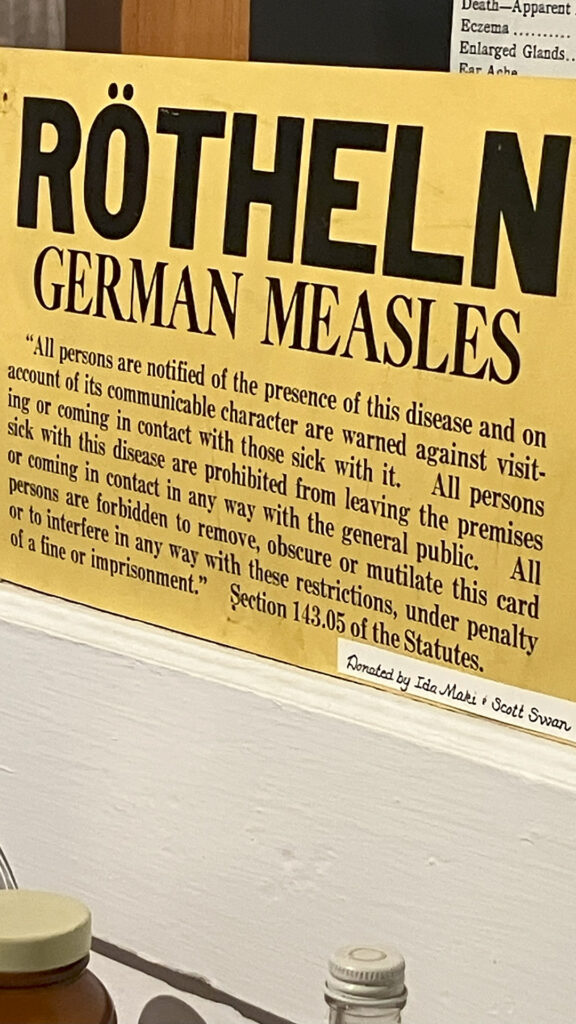 Death—Apparent
Eczema ..........
Enlarged Glands..
Ear Ache
RÖTHELN
GERMAN MEASLES
"All persons are notified of the presence of this disease and on
account of its communicable character are warned against visit-
ing or coming in contact with those sick with it. All persons
sick with this disease are prohibited from leaving the premises
or coming in contact in any way with the general public. All
persons are forbidden to remove, obscure or mutilate this card
or to interfere in any way with these restrictions, under penalty
of a fine or imprisonment." Section 143.05 of the Statutes.
Donated by Ida Maki & Scott Swan